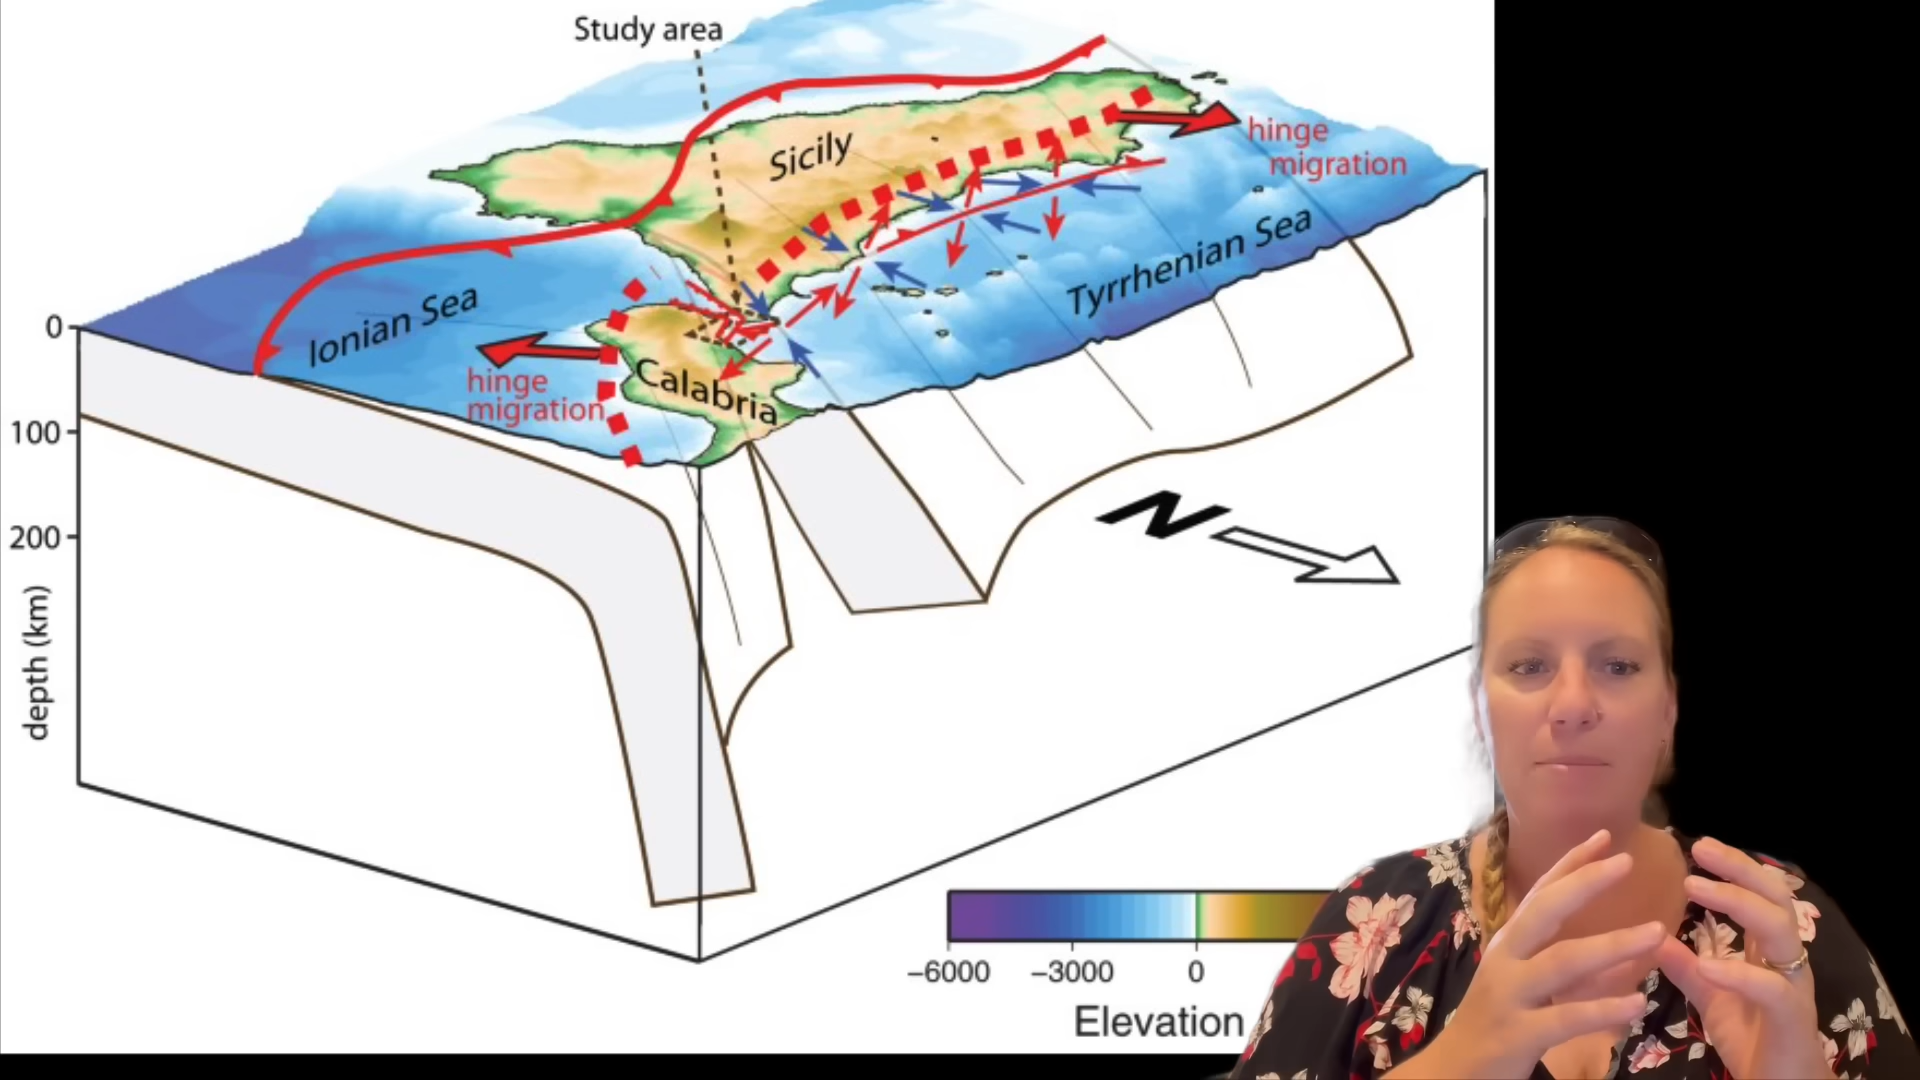 Study area
Sicily
hinge
migration
Tyrrhenian Sea
Ionian Sea
hinge
migration
Calabria
0
100
200
depth (km)
N
−6000
−3000
0
Elevation